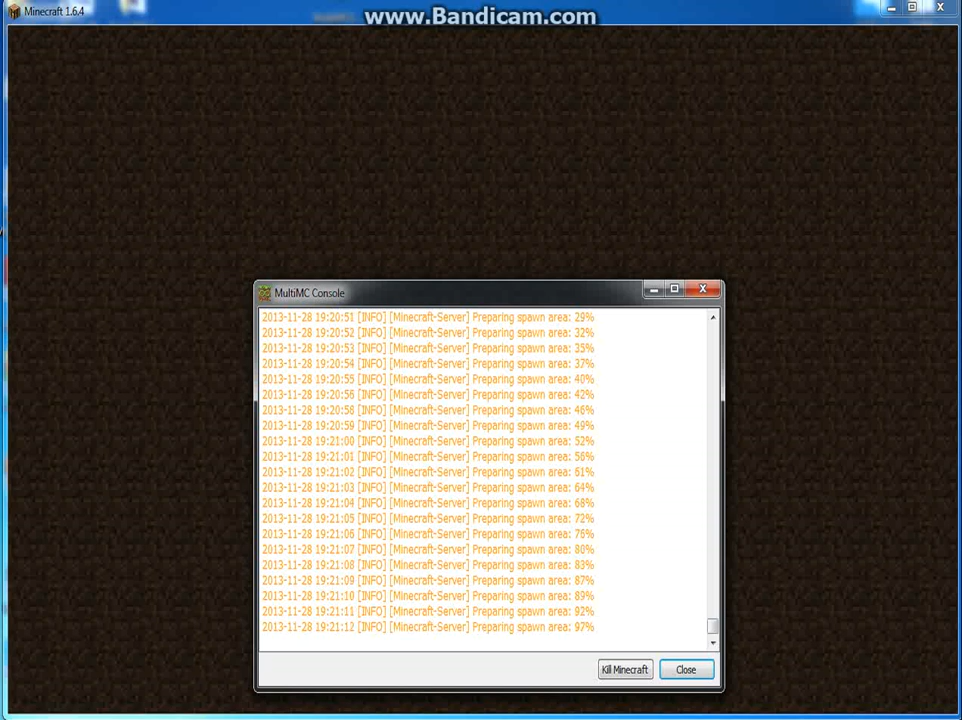 Minecraft 1.6.4
www.Bandicam.com
MultiMC Console
2013-11-28 19:20:51 [INFO] [Minecraft-Server] Preparing spawn area: 29%
2013-11-28 19:20:52 [INFO] [Minecraft-Server] Preparing spawn area: 32%
2013-11-28 19:20:53 [INFO] [Minecraft-Server] Preparing spawn area: 35%
2013-11-28 19:20:54 [INFO] [Minecraft-Server] Preparing spawn area: 37%
2013-11-28 19:20:55 [INFO] [Minecraft-Server] Preparing spawn area: 40%
2013-11-28 19:20:56 [INFO] [Minecraft-Server] Preparing spawn area: 42%
2013-11-28 19:20:58 [INFO] [Minecraft-Server] Preparing spawn area: 46%
2013-11-28 19:20:59 [INFO] [Minecraft-Server] Preparing spawn area: 49%
2013-11-28 19:21:00 [INFO] [Minecraft-Server] Preparing spawn area: 52%
2013-11-28 19:21:01 [INFO] [Minecraft-Server] Preparing spawn area: 56%
2013-11-28 19:21:02 [INFO] [Minecraft-Server] Preparing spawn area: 61%
2013-11-28 19:21:03 [INFO] [Minecraft-Server] Preparing spawn area: 64%
2013-11-28 19:21:04 [INFO] [Minecraft-Server] Preparing spawn area: 68%
2013-11-28 19:21:05 [INFO] [Minecraft-Server] Preparing spawn area: 72%
2013-11-28 19:21:06 [INFO] [Minecraft-Server] Preparing spawn area: 76%
2013-11-28 19:21:07 [INFO] [Minecraft-Server] Preparing spawn area: 80%
2013-11-28 19:21:08 [INFO] [Minecraft-Server] Preparing spawn area: 83%
2013-11-28 19:21:09 [INFO] [Minecraft-Server] Preparing spawn area: 87%
2013-11-28 19:21:10 [INFO] [Minecraft-Server] Preparing spawn area: 89%
2013-11-28 19:21:11 [INFO] [Minecraft-Server] Preparing spawn area: 92%
2013-11-28 19:21:12 [INFO] [Minecraft-Server] Preparing spawn area: 97%
Kill Minecraft
Close